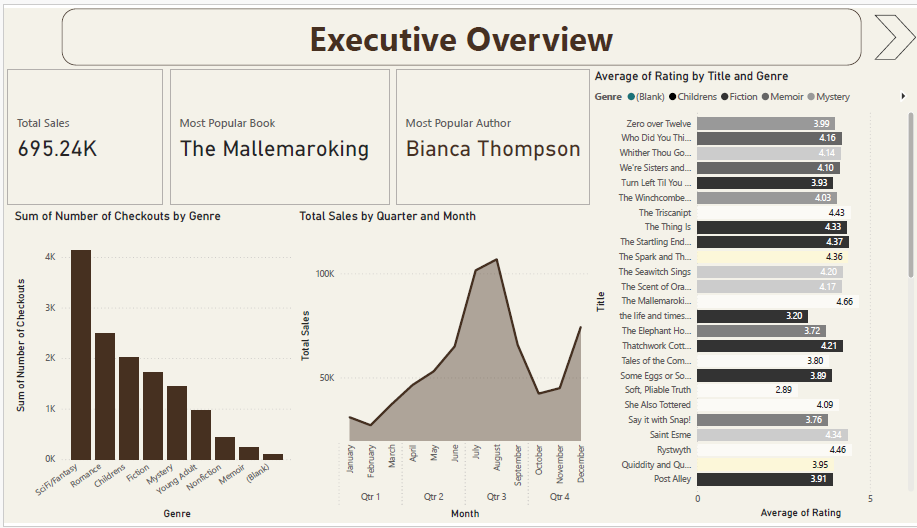 Executive Overview
Total Sales
695.24K
Most Popular Book
The Mallemaroking
Most Popular Author
Bianca Thompson
Average of Rating by Title and Genre
Genre (Blank) Childrens Fiction Memoir Mystery
Title
Zero over Twelve 3.99
Who Did You Thi... 4.16
Whither Thou Go... 4.14
We're Sisters and... 4.10
Turn Left Til You ... 3.93
The Winchcombe... 4.03
The Triscanipt 4.43
The Thing Is 4.33
The Startling End... 4.37
The Spark and Th... 4.36
The Seawitch Sings 4.20
The Scent of Ora... 4.17
The Mallemaroki... 4.66
the life and times... 3.20
The Elephant Ho... 3.72
Thatchwork Cott... 4.21
Tales of the Com... 3.80
Some Eggs or So... 3.89
Soft, Pliable Truth 2.89
She Also Tottered 4.09
Say it with Snap! 3.76
Saint Esme 4.34
Rystwyth 4.46
Quiddity and Qu... 3.95
Post Alley 3.91
0 5
Average of Rating
Sum of Number of Checkouts by Genre
Sum of Number of Checkouts
4K
3K
2K
1K
0K
SciFi/Fantasy Romance Childrens Fiction Mystery Young Adult Nonfiction Memoir (Blank)
Genre
Total Sales by Quarter and Month
Total Sales
100K
50K
January February March April May June July August September October November December
Qtr 1 Qtr 2 Qtr 3 Qtr 4
Month